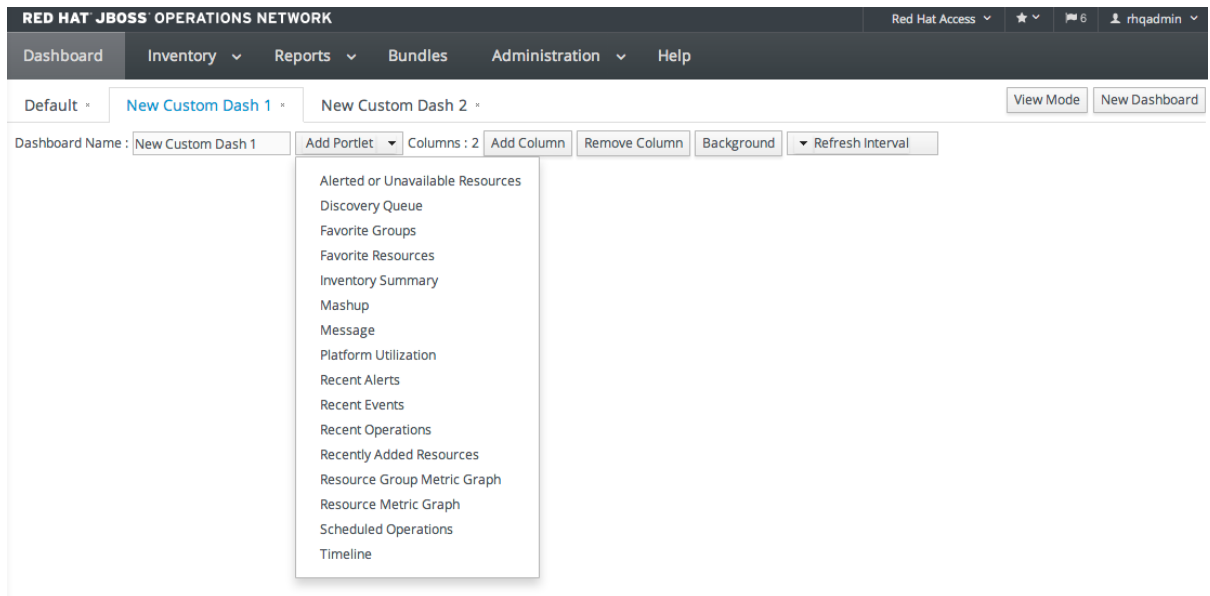 RED HAT® JBOSS® OPERATIONS NETWORK Red Hat Access 6 rhqadmin
Dashboard Inventory Reports Bundles Administration Help
Default × New Custom Dash 1 × New Custom Dash 2 × View Mode New Dashboard
Dashboard Name : New Custom Dash 1 Add Portlet Columns : 2 Add Column Remove Column Background Refresh Interval
Alerted or Unavailable Resources
Discovery Queue
Favorite Groups
Favorite Resources
Inventory Summary
Mashup
Message
Platform Utilization
Recent Alerts
Recent Events
Recent Operations
Recently Added Resources
Resource Group Metric Graph
Resource Metric Graph
Scheduled Operations
Timeline